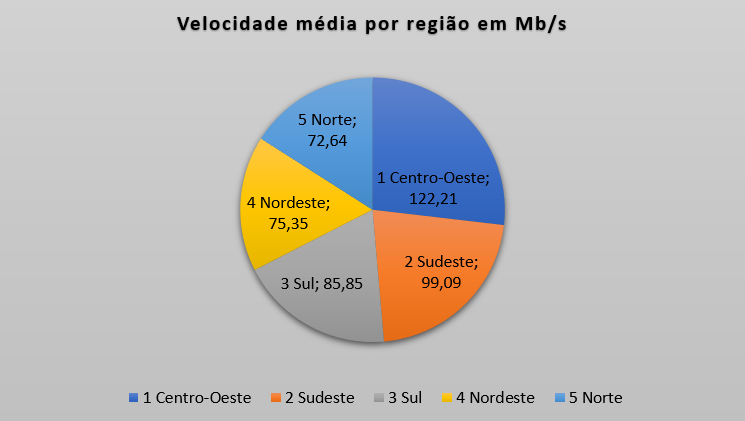 Velocidade média por região em Mb/s
5 Norte;
72,64
1 Centro-Oeste;
122,21
4 Nordeste;
75,35
2 Sudeste;
99,09
3 Sul; 85,85
1 Centro-Oeste 2 Sudeste 3 Sul 4 Nordeste 5 Norte